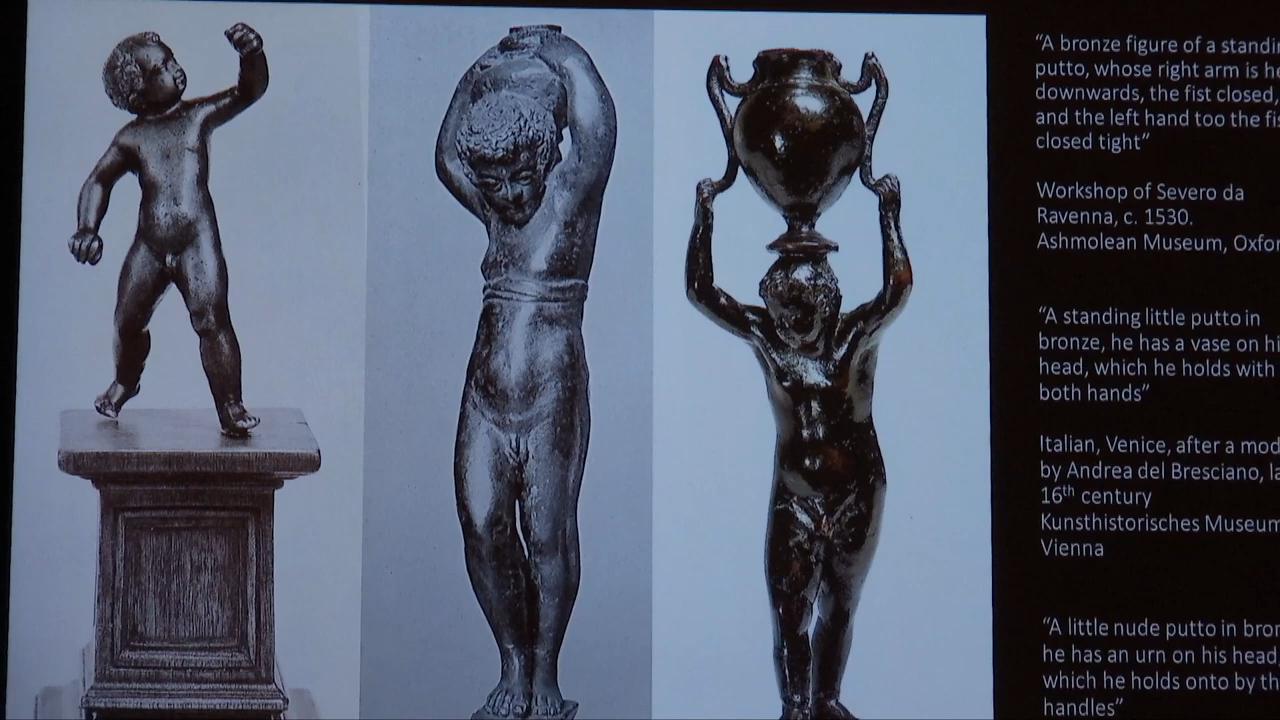 “A bronze figure of a standin
putto, whose right arm is he
downwards, the fist closed,
and the left hand too the fis
closed tight”
Workshop of Severo da
Ravenna, c. 1530.
Ashmolean Museum, Oxfor
“A standing little putto in
bronze, he has a vase on hi
head, which he holds with
both hands”
Italian, Venice, after a mod
by Andrea del Bresciano, la
16th century
Kunsthistorisches Museum
Vienna
“A little nude putto in bron
he has an urn on his head,
which he holds onto by th
handles”